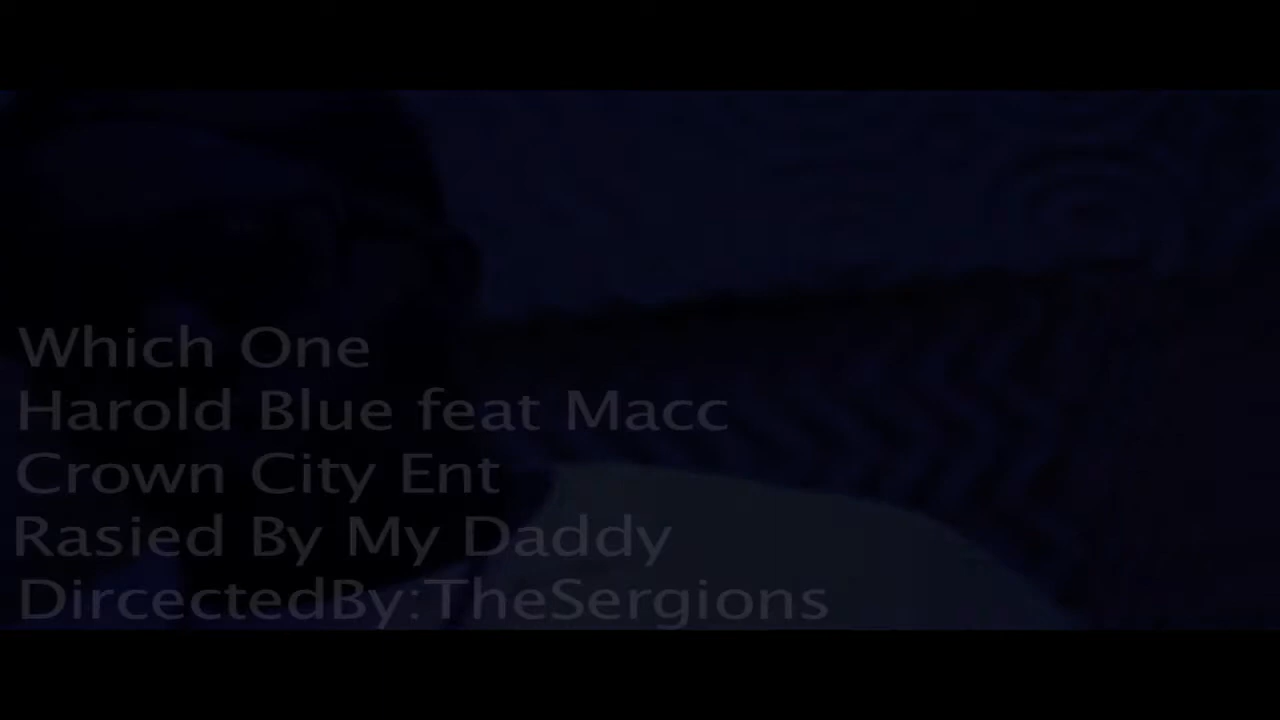 Which One
Harold Blue feat Macc
Crown City Ent
Rasied By My Daddy
DircectedBy:TheSergions